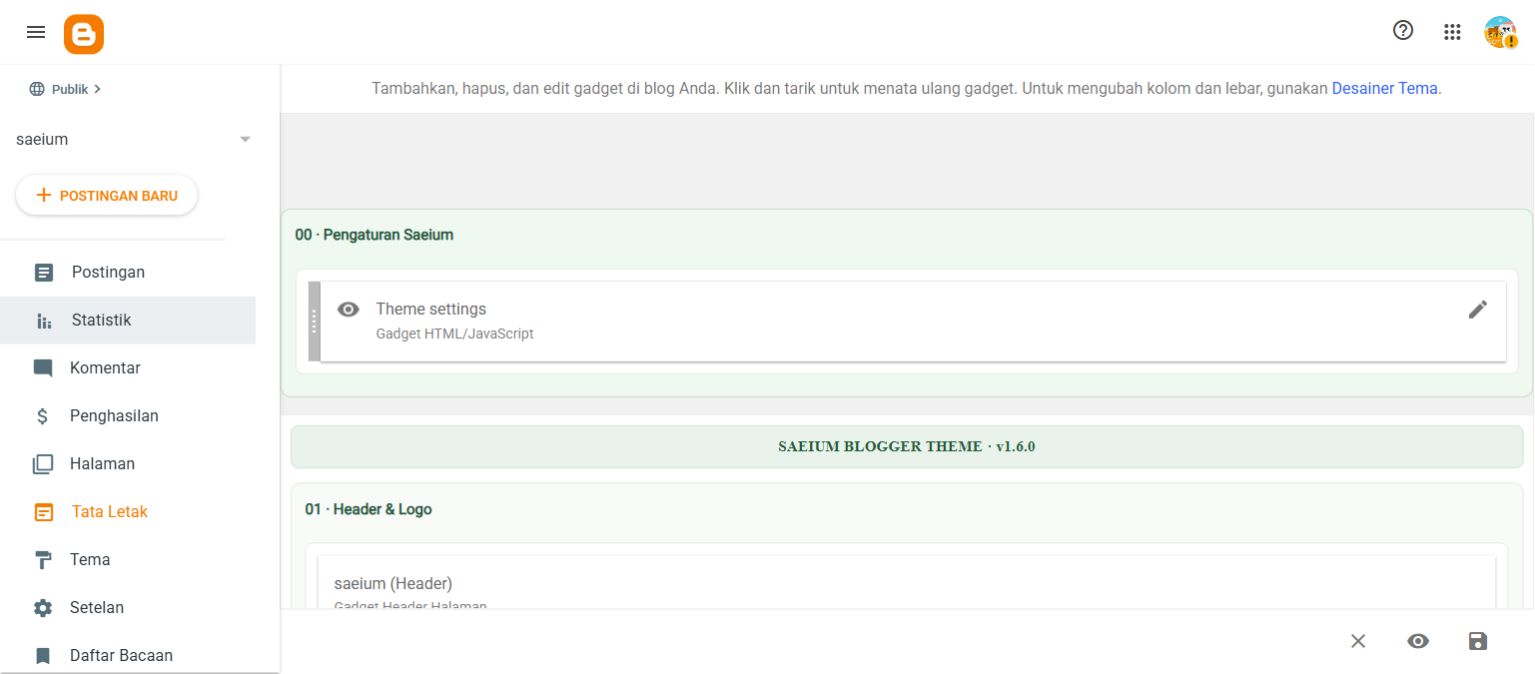 Publik
Tambahkan, hapus, dan edit gadget di blog Anda. Klik dan tarik untuk menata ulang gadget. Untuk mengubah kolom dan lebar, gunakan Desainer Tema.
saeium
POSTINGAN BARU
Postingan
Statistik
Komentar
Penghasilan
Halaman
Tata Letak
Tema
Setelan
Daftar Bacaan
00 · Pengaturan Saeium
Theme settings
Gadget HTML/JavaScript
SAEIUM BLOGGER THEME · v1.6.0
01 · Header & Logo
saeium (Header)
Gadget Header Halaman